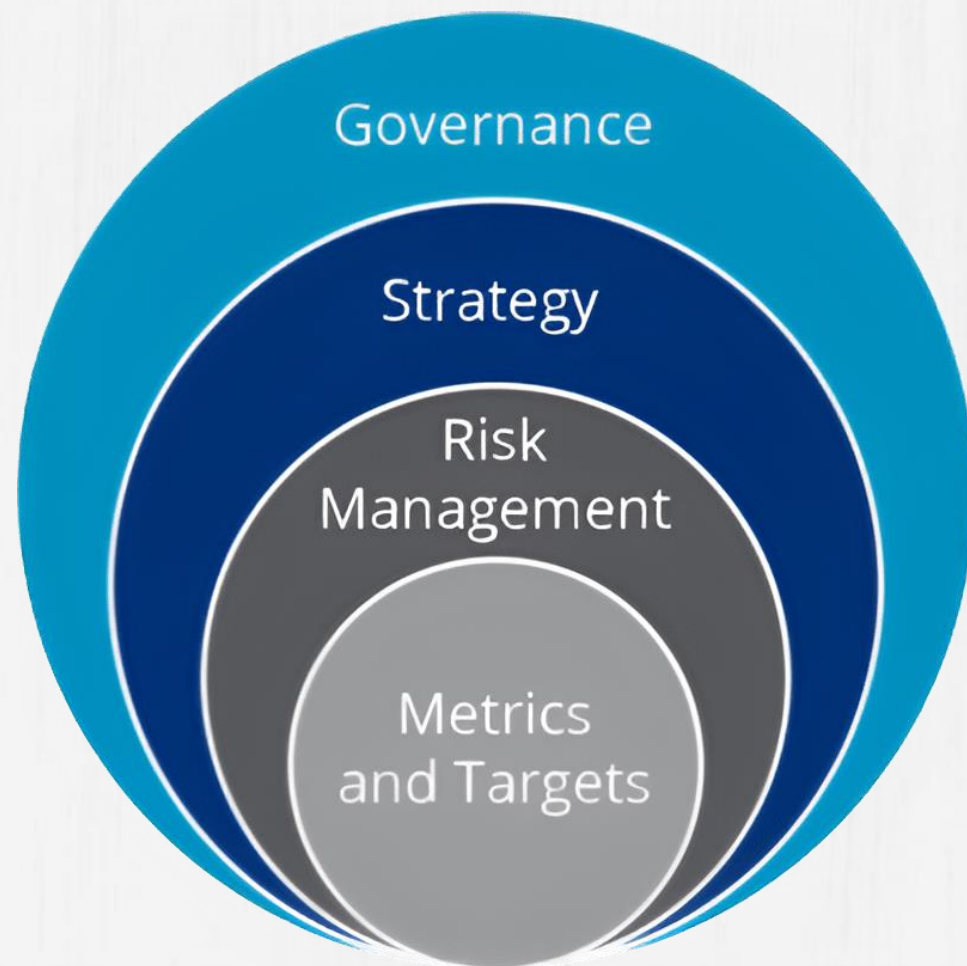 Governance
Strategy
Risk
Management
Metrics
and Targets